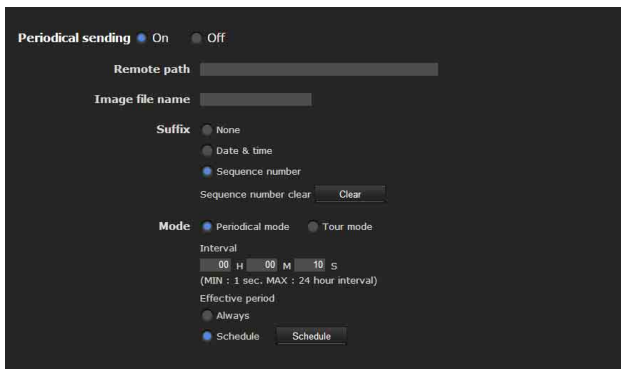 Periodical sending On Off
Remote path
Image file name
Suffix None
Date & time
Sequence number
Sequence number clear Clear
Mode Periodical mode Tour mode
Interval
00 H 00 M 10 S
(MIN : 1 sec. MAX : 24 hour interval)
Effective period
Always
Schedule Schedule